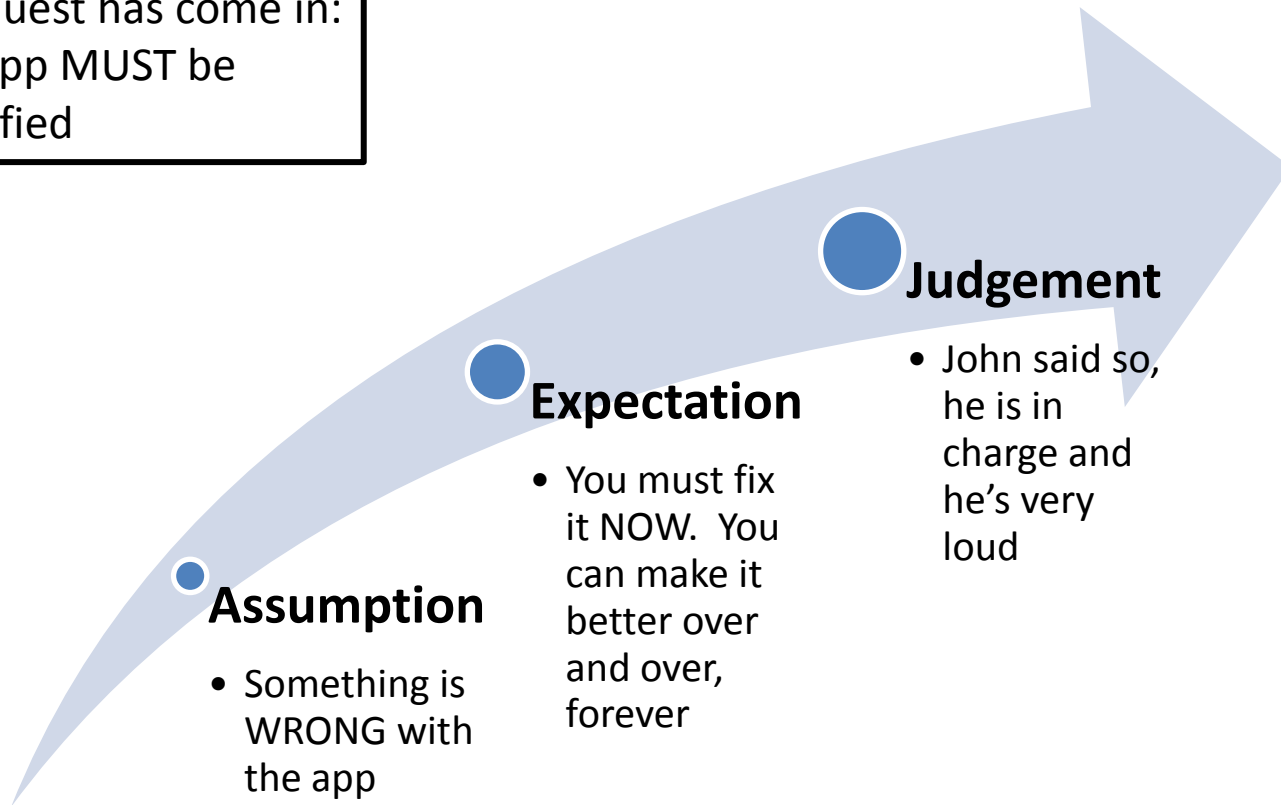 uest has come in:
pp MUST be
fied
Judgement
• John said so,
he is in
charge and
he’s very
loud
Expectation
• You must fix
it NOW.  You
can make it
better over
and over,
forever
Assumption
• Something is
WRONG with
the app